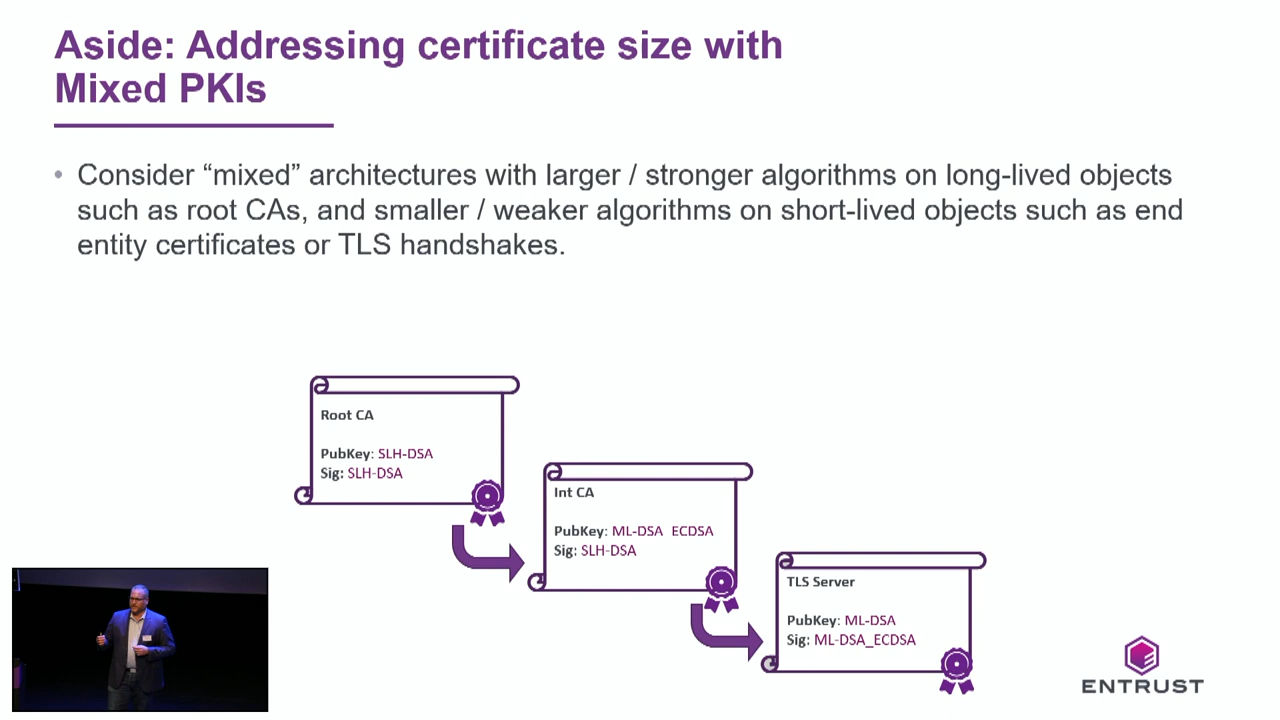 Aside: Addressing certificate size with
Mixed PKIs
• Consider “mixed” architectures with larger / stronger algorithms on long-lived objects
such as root CAs, and smaller / weaker algorithms on short-lived objects such as end
entity certificates or TLS handshakes.
Root CA
PubKey: SLH-DSA
Sig: SLH-DSA
Int CA
PubKey: ML-DSA ECDSA
Sig: SLH-DSA
TLS Server
PubKey: ML-DSA
Sig: ML-DSA_ECDSA
ENTRUST